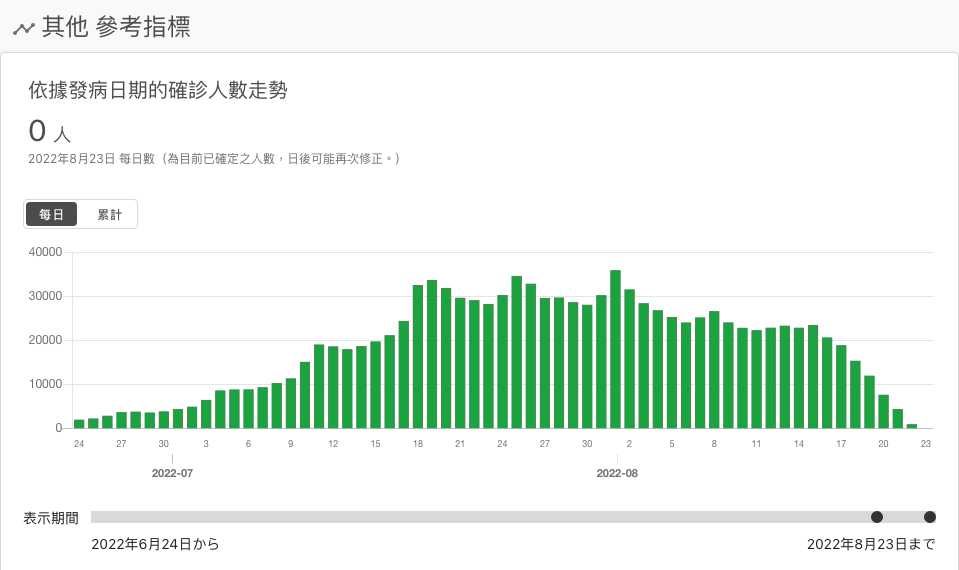 其他 參考指標
依據發病日期的確診人數走勢
0 人
2022年8月23日 每日數（為目前已確定之人數，日後可能再次修正。）
每日 累計
40000
30000
20000
10000
0
24 27 30 3 6 9 12 15 18 21 24 27 30 2 5 8 11 14 17 20 23
2022-07 2022-08
表示期間
2022年6月24日から 2022年8月23日まで